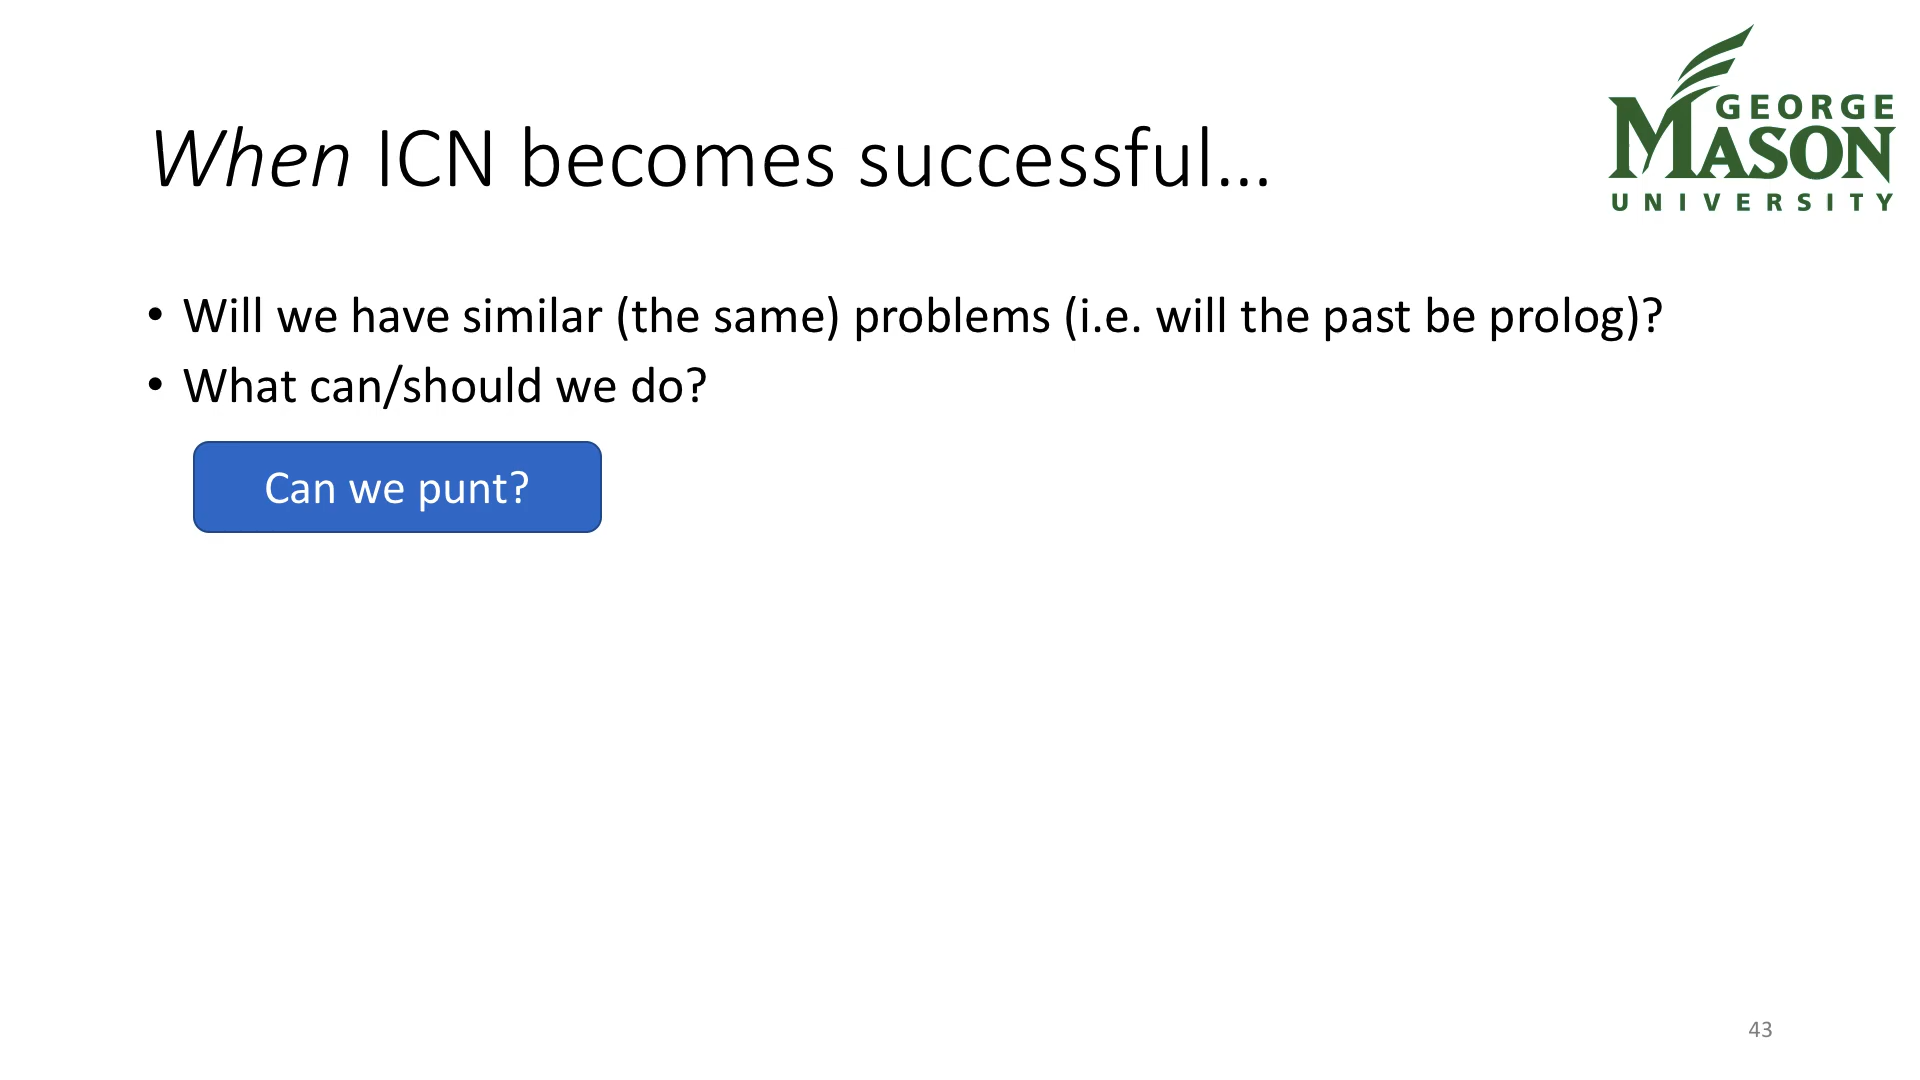 When ICN becomes successful...
GEORGE
MASON
UNIVERSITY
• Will we have similar (the same) problems (i.e. will the past be prolog)?
• What can/should we do?
Can we punt?
43